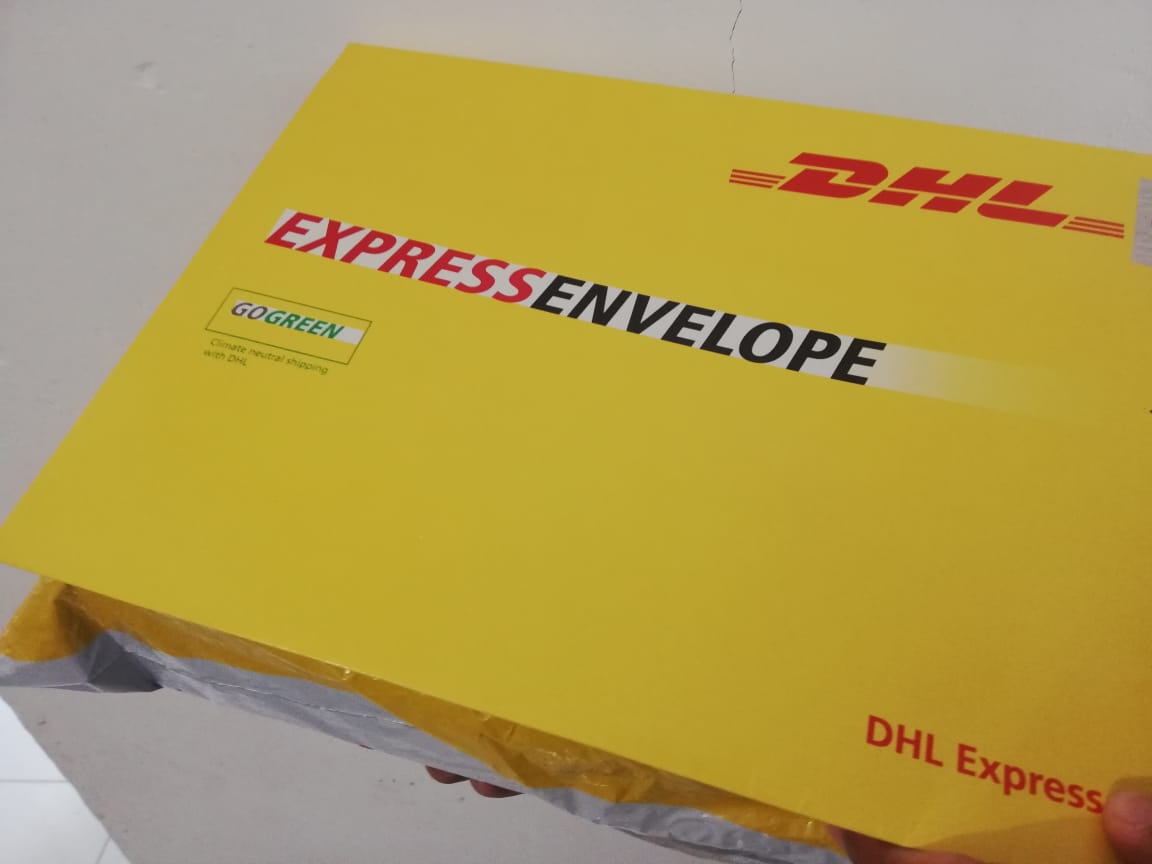 DHL
EXPRESSENVELOPE
GOGREEN
Climate neutral shipping
with DHL
DHL Express